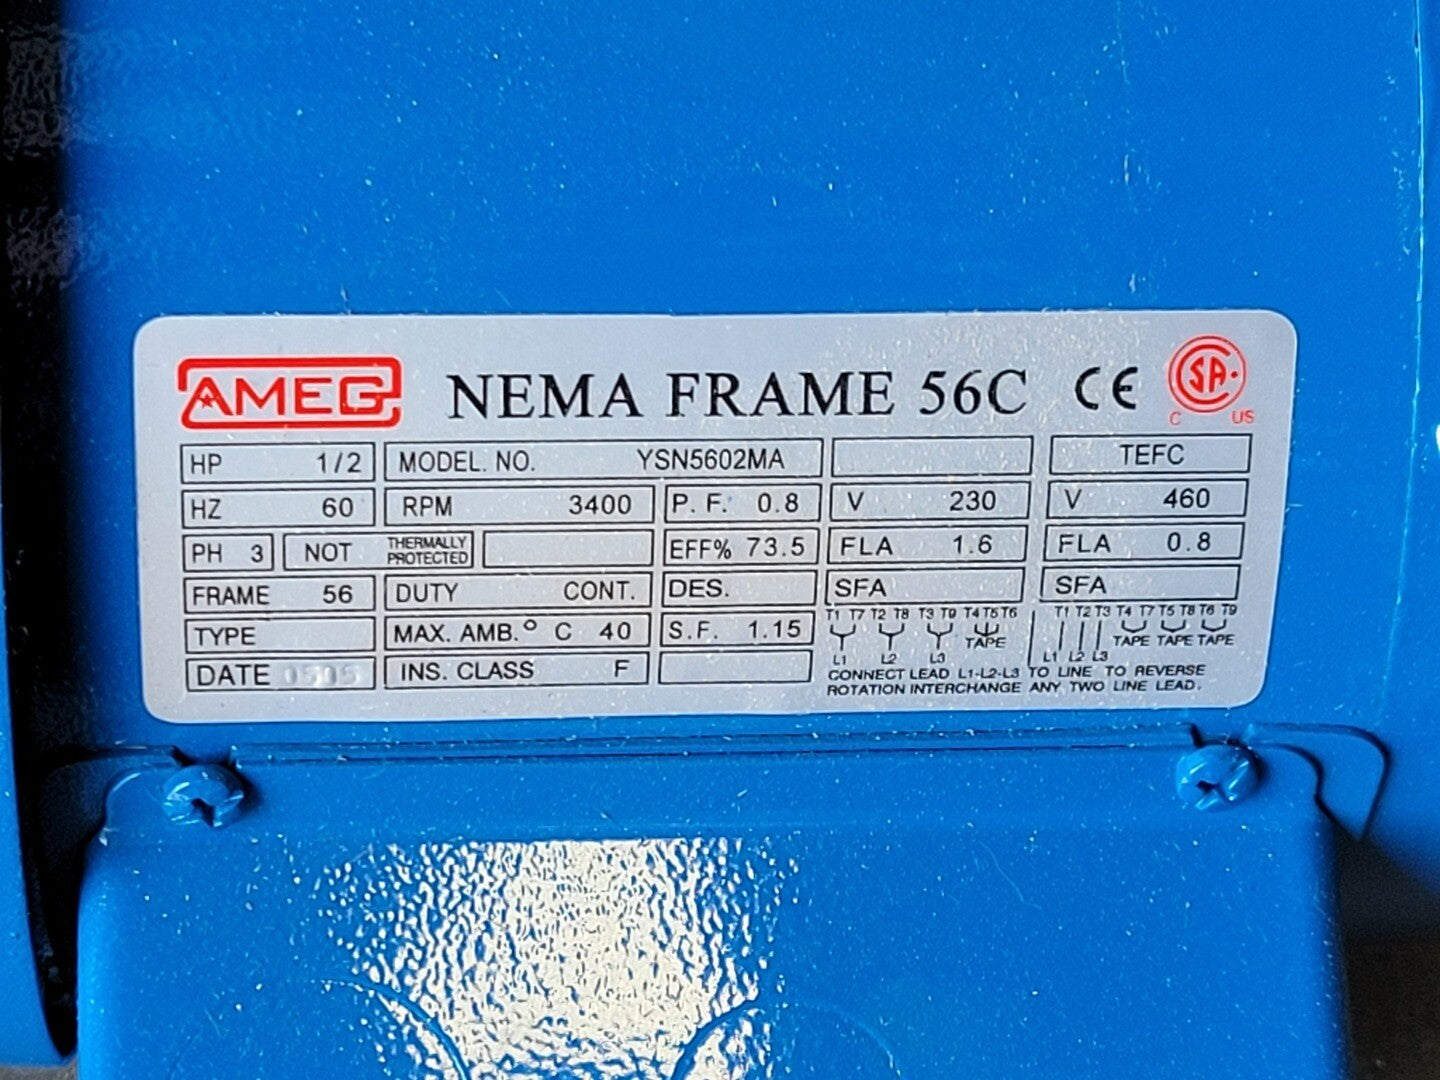 AMEG NEMA FRAME 56C CE CSA C US
HP 1/2 MODEL. NO. YSN5602MA TEFC
HZ 60 RPM 3400 P. F. 0.8 V 230 V 460
PH 3 NOT THERMALLY PROTECTED EFF% 73.5 FLA 1.6 FLA 0.8
FRAME 56 DUTY CONT. DES. SFA SFA
TYPE MAX. AMB.° C 40 S.F. 1.15
DATE 0505 INS. CLASS F
T1 T7 T2 T8 T3 T9 T4 T5 T6 T1 T2 T3 T4 T7 T5 T8 T6 T9
TAPE TAPE TAPE TAPE
L1 L2 L3 L1 L2 L3
CONNECT LEAD L1-L2-L3 TO LINE TO REVERSE
ROTATION INTERCHANGE ANY TWO LINE LEAD.